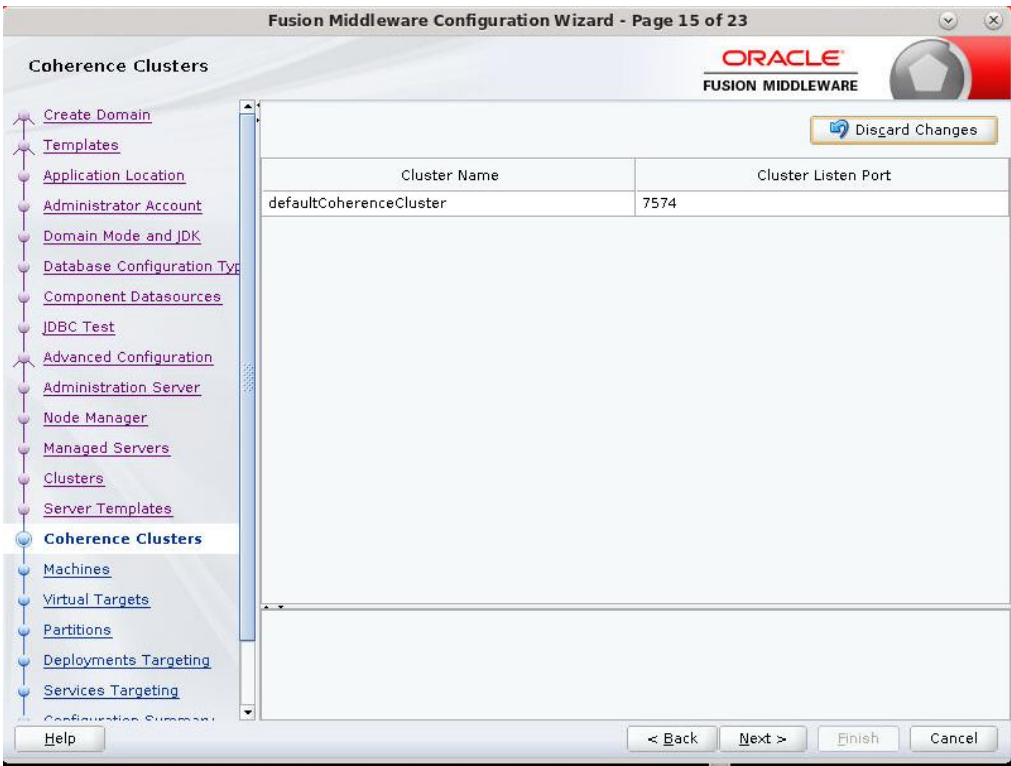 Fusion Middleware Configuration Wizard - Page 15 of 23
Coherence Clusters
ORACLE
FUSION MIDDLEWARE
Create Domain
Templates
Application Location
Administrator Account
Domain Mode and JDK
Database Configuration Typ
Component Datasources
JDBC Test
Advanced Configuration
Administration Server
Node Manager
Managed Servers
Clusters
Server Templates
Coherence Clusters
Machines
Virtual Targets
Partitions
Deployments Targeting
Services Targeting
Configuration Summary
Discard Changes
Cluster Name Cluster Listen Port
defaultCoherenceCluster 7574
Help < Back Next > Finish Cancel